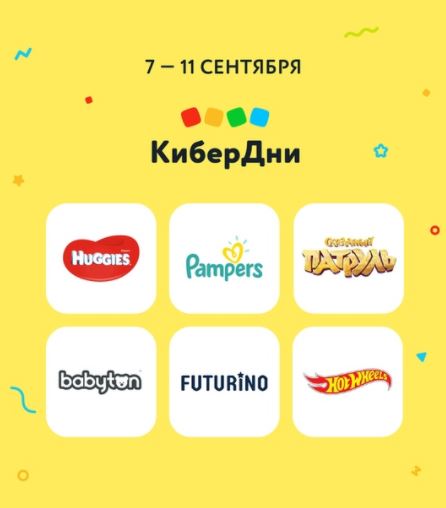 7 – 11 СЕНТЯБРЯ
КиберДни
HUGGIES
Pampers
СКАЗОЧНЫЙ
ПАТРУЛЬ
babyton
FUTURINO
HOT WHEELS